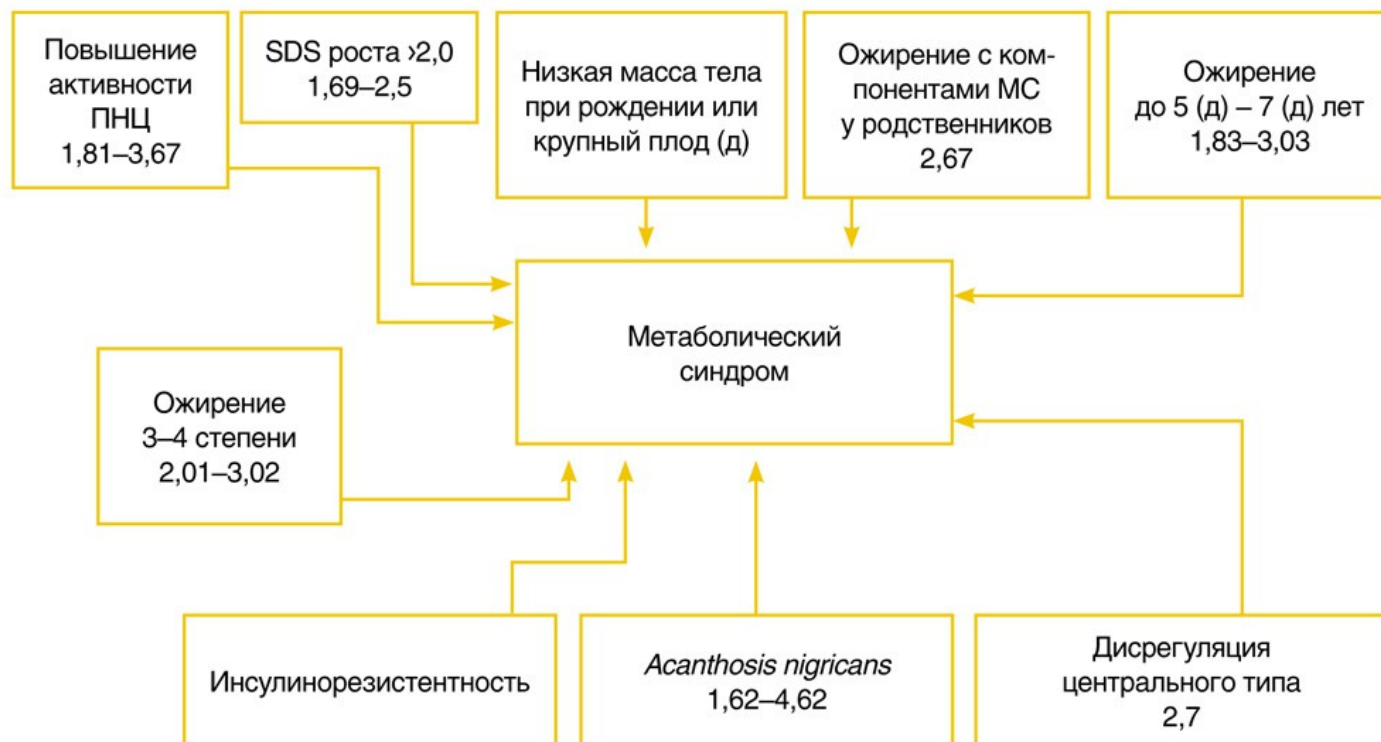 Повышение
активности
ПНЦ
1,81–3,67
SDS роста ›2,0
1,69–2,5
Низкая масса тела
при рождении или
крупный плод (д)
Ожирение с ком-
понентами МС
у родственников
2,67
Ожирение
до 5 (д) – 7 (д) лет
1,83–3,03
Метаболический
синдром
Ожирение
3–4 степени
2,01–3,02
Инсулинорезистентность
Acanthosis nigricans
1,62–4,62
Дисрегуляция
центрального типа
2,7